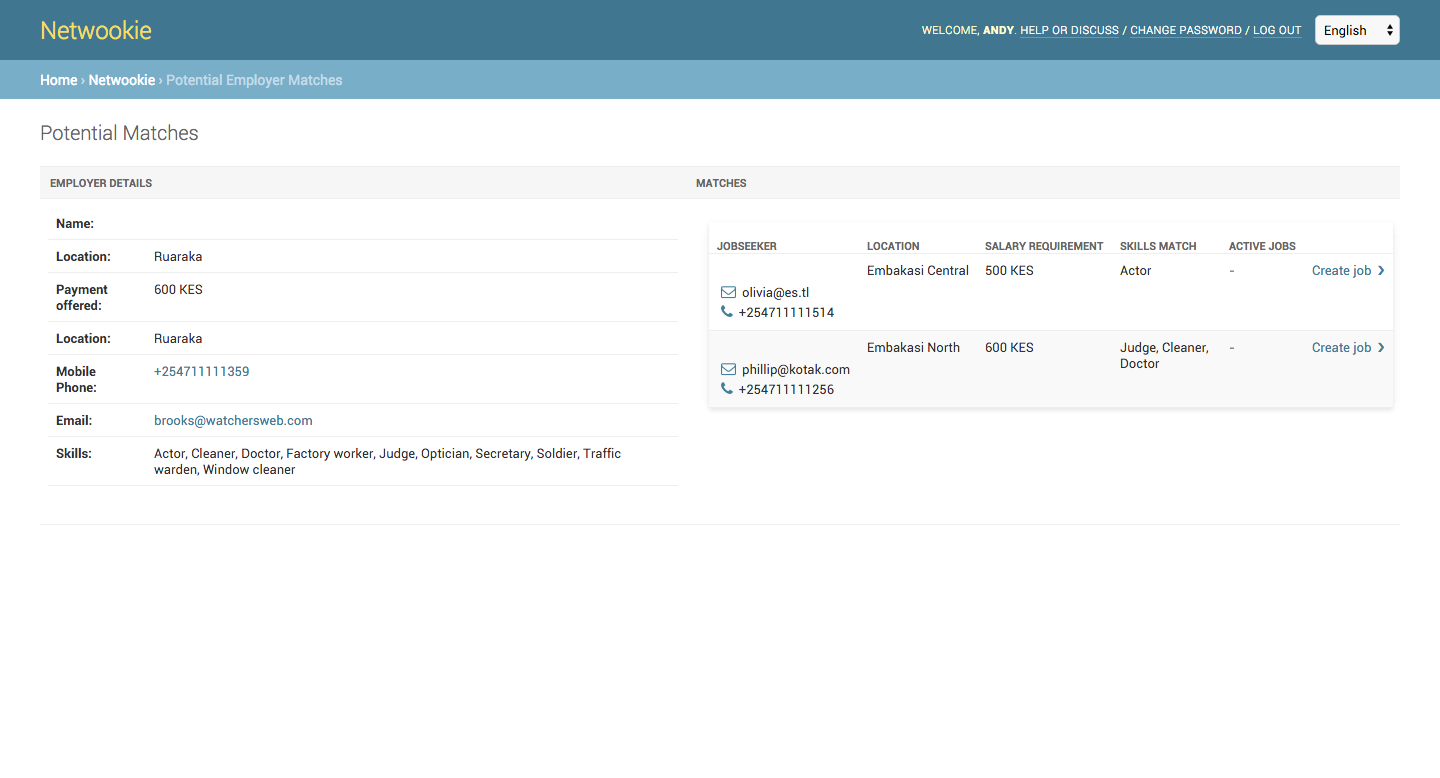 Netwookie
WELCOME, ANDY. HELP OR DISCUSS / CHANGE PASSWORD / LOG OUT
English
Home › Netwookie › Potential Employer Matches
Potential Matches
EMPLOYER DETAILS
Name:
Location: Ruaraka
Payment offered: 600 KES
Location: Ruaraka
Mobile Phone: +254711111359
Email: brooks@watchersweb.com
Skills: Actor, Cleaner, Doctor, Factory worker, Judge, Optician, Secretary, Soldier, Traffic
warden, Window cleaner
MATCHES
JOBSEEKER LOCATION SALARY REQUIREMENT SKILLS MATCH ACTIVE JOBS
Embakasi Central 500 KES Actor - Create job ❯
olivia@es.tl
+254711111514
Embakasi North 600 KES Judge, Cleaner, Doctor - Create job ❯
phillip@kotak.com
+254711111256